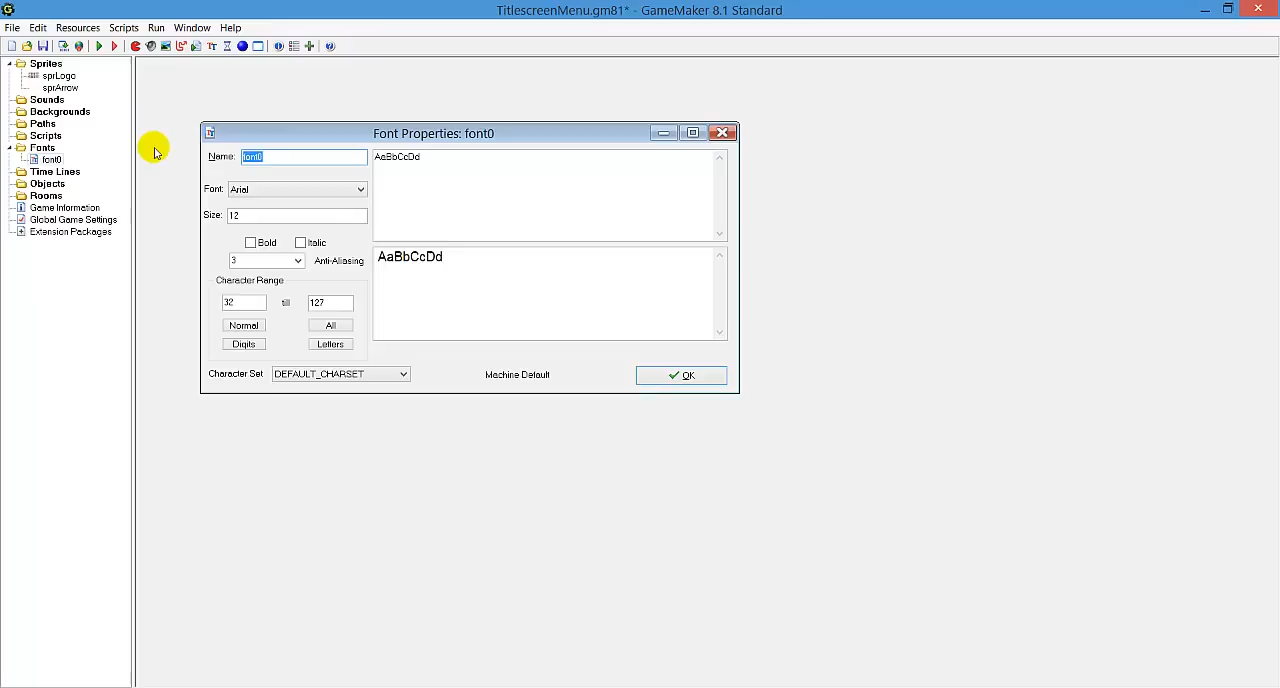 TitlescreenMenu.gm81* - GameMaker 8.1 Standard
File Edit Resources Scripts Run Window Help
Sprites
sprLogo
sprArrow
Sounds
Backgrounds
Paths
Scripts
Fonts
font0
Time Lines
Objects
Rooms
Game Information
Global Game Settings
Extension Packages
Font Properties: font0
Name: font0
AaBbCcDd
Font: Arial
Size: 12
Bold Italic
3 Anti-Aliasing
AaBbCcDd
Character Range
32 till 127
Normal All
Digits Letters
Character Set DEFAULT_CHARSET Machine Default OK